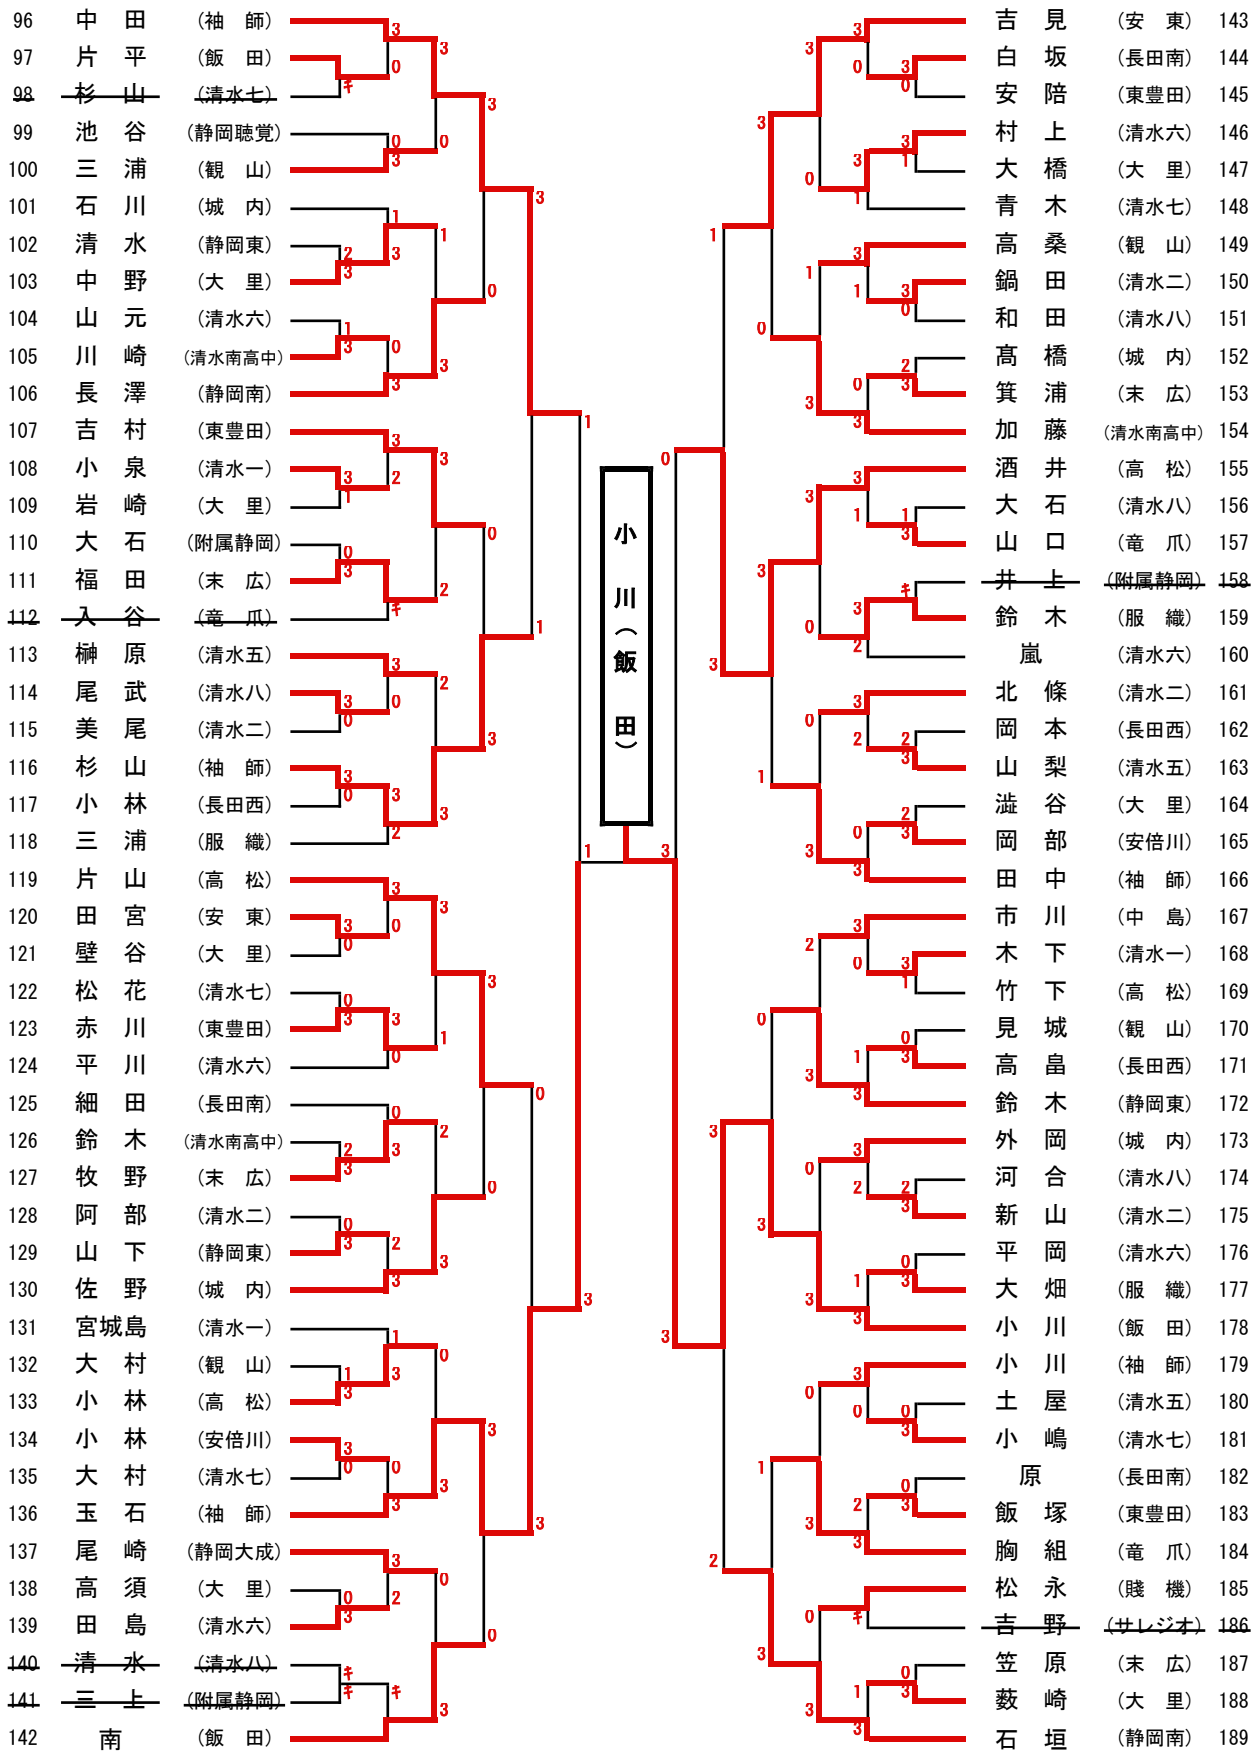 96 中田 (袖師)
97 片平 (飯田)
98 杉山 (清水七)
99 池谷 (静岡聴覚)
100 三浦 (観山)
101 石川 (城内)
102 清水 (静岡東)
103 中野 (大里)
104 山元 (清水六)
105 川崎 (清水南高中)
106 長澤 (静岡南)
107 吉村 (東豊田)
108 小泉 (清水一)
109 岩崎 (大里)
110 大石 (附属静岡)
111 福田 (末広)
112 入谷 (竜爪)
113 榊原 (清水五)
114 尾武 (清水八)
115 美尾 (清水二)
116 杉山 (袖師)
117 小林 (長田西)
118 三浦 (服織)
119 片山 (高松)
120 田宮 (安東)
121 壁谷 (大里)
122 松花 (清水七)
123 赤川 (東豊田)
124 平川 (清水六)
125 細田 (長田南)
126 鈴木 (清水南高中)
127 牧野 (末広)
128 阿部 (清水二)
129 山下 (静岡東)
130 佐野 (城内)
131 宮城島 (清水一)
132 大村 (観山)
133 小林 (高松)
134 小林 (安倍川)
135 大村 (清水七)
136 玉石 (袖師)
137 尾崎 (静岡大成)
138 高須 (大里)
139 田島 (清水六)
140 清水 (清水八)
141 三上 (附属静岡)
142 南 (飯田)
小川(飯田)
吉見 (安東) 143
白坂 (長田南) 144
安陪 (東豊田) 145
村上 (清水六) 146
大橋 (大里) 147
青木 (清水七) 148
高桑 (観山) 149
鍋田 (清水二) 150
和田 (清水八) 151
髙橋 (城内) 152
箕浦 (末広) 153
加藤 (清水南高中) 154
酒井 (高松) 155
大石 (清水八) 156
山口 (竜爪) 157
井上 (附属静岡) 158
鈴木 (服織) 159
嵐 (清水六) 160
北條 (清水二) 161
岡本 (長田西) 162
山梨 (清水五) 163
澁谷 (大里) 164
岡部 (安倍川) 165
田中 (袖師) 166
市川 (中島) 167
木下 (清水一) 168
竹下 (高松) 169
見城 (観山) 170
高畠 (長田西) 171
鈴木 (静岡東) 172
外岡 (城内) 173
河合 (清水八) 174
新山 (清水二) 175
平岡 (清水六) 176
大畑 (服織) 177
小川 (飯田) 178
小川 (袖師) 179
土屋 (清水五) 180
小嶋 (清水七) 181
原 (長田南) 182
飯塚 (東豊田) 183
胸組 (竜爪) 184
松永 (賤機) 185
吉野 (サレジオ) 186
笠原 (末広) 187
薮崎 (大里) 188
石垣 (静岡南) 189